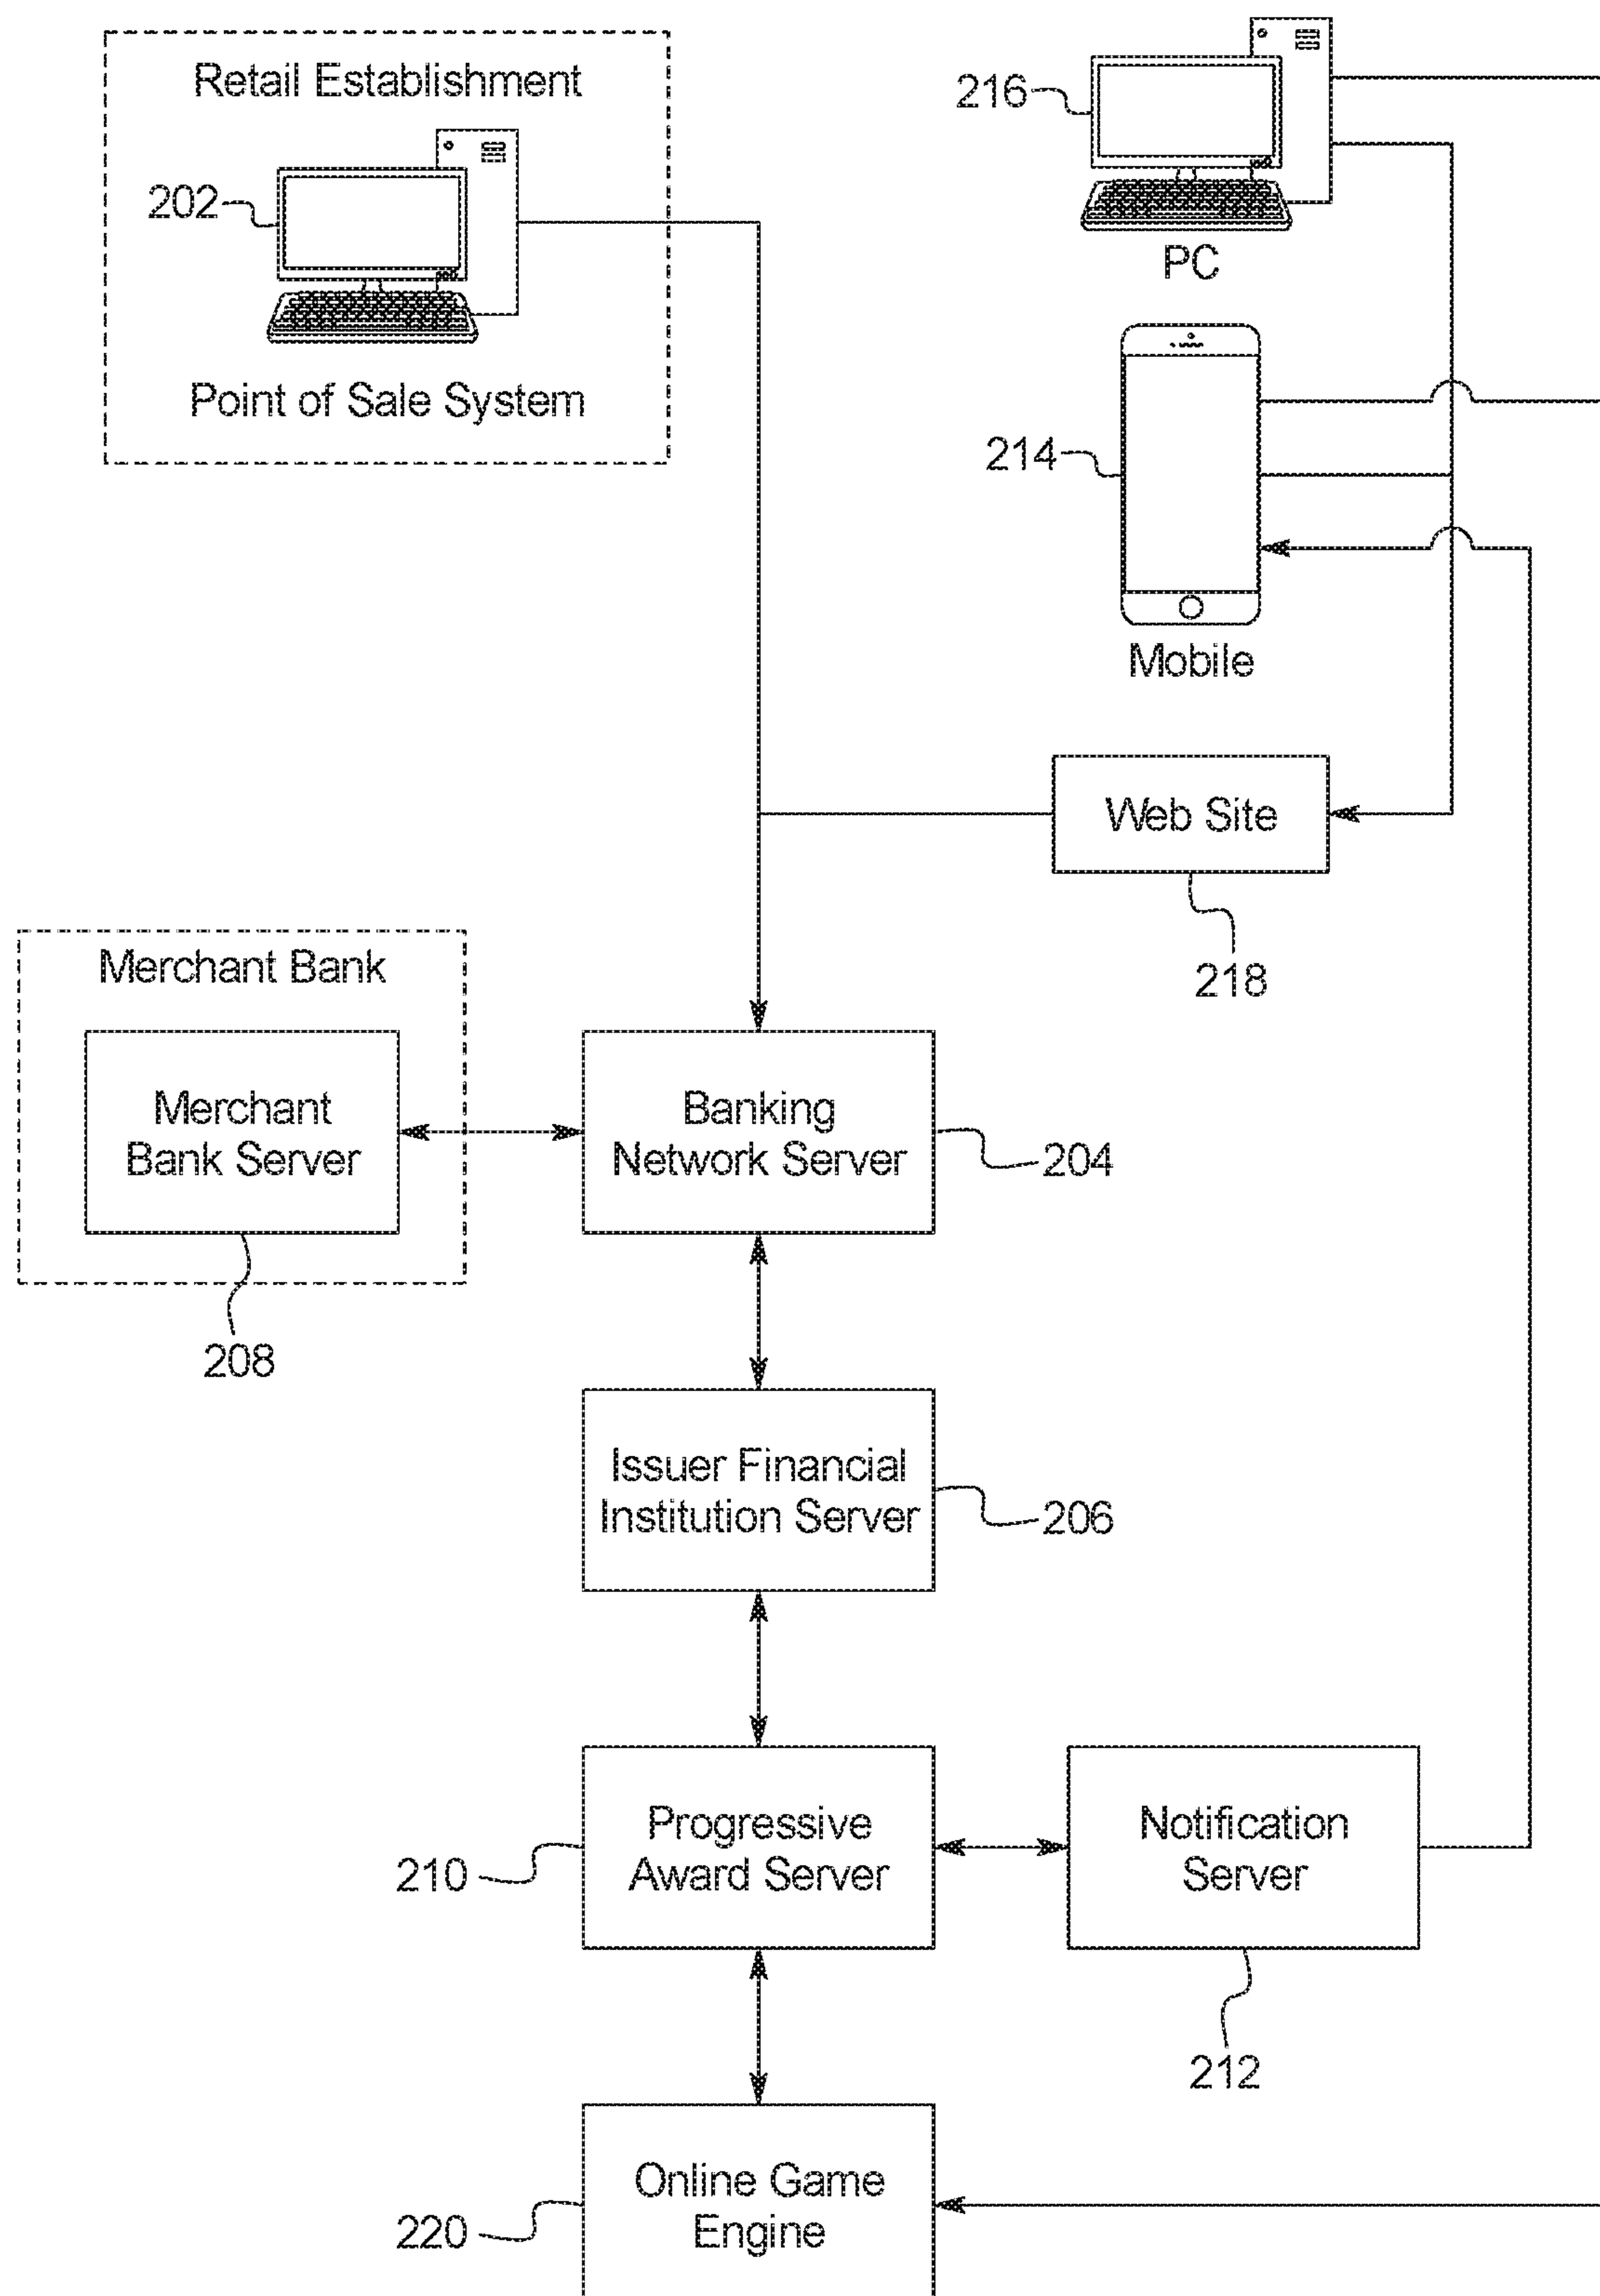 Retail Establishment
202
Point of Sale System
216
PC
214
Mobile
Web Site
218
Merchant Bank
Merchant
Bank Server
208
Banking
Network Server
204
Issuer Financial
Institution Server
206
Progressive
Award Server
210
Notification
Server
212
Online Game
Engine
220